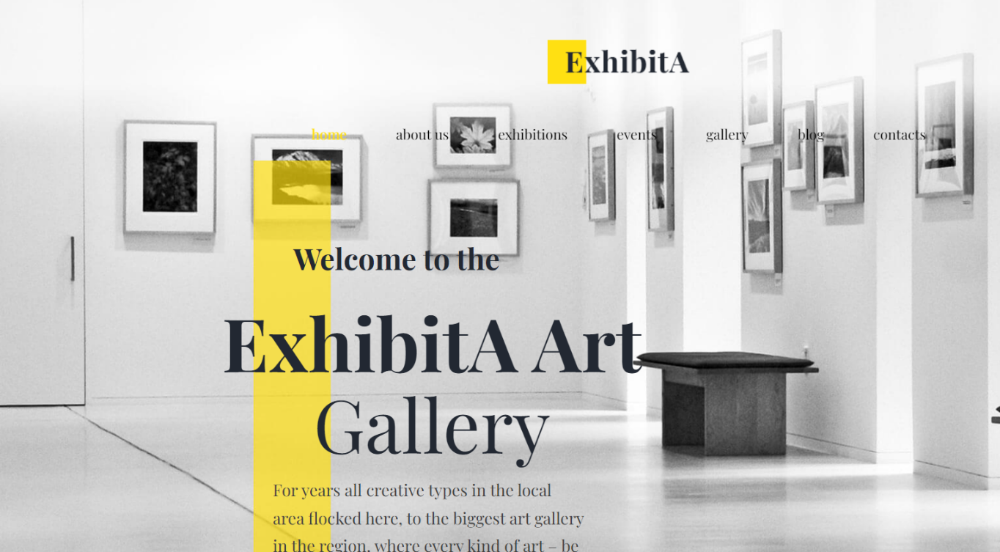 ExhibitA
home about us exhibitions events gallery blog contacts
Welcome to the
ExhibitA Art
Gallery
For years all creative types in the local
area flocked here, to the biggest art gallery
in the region, where every kind of art – be